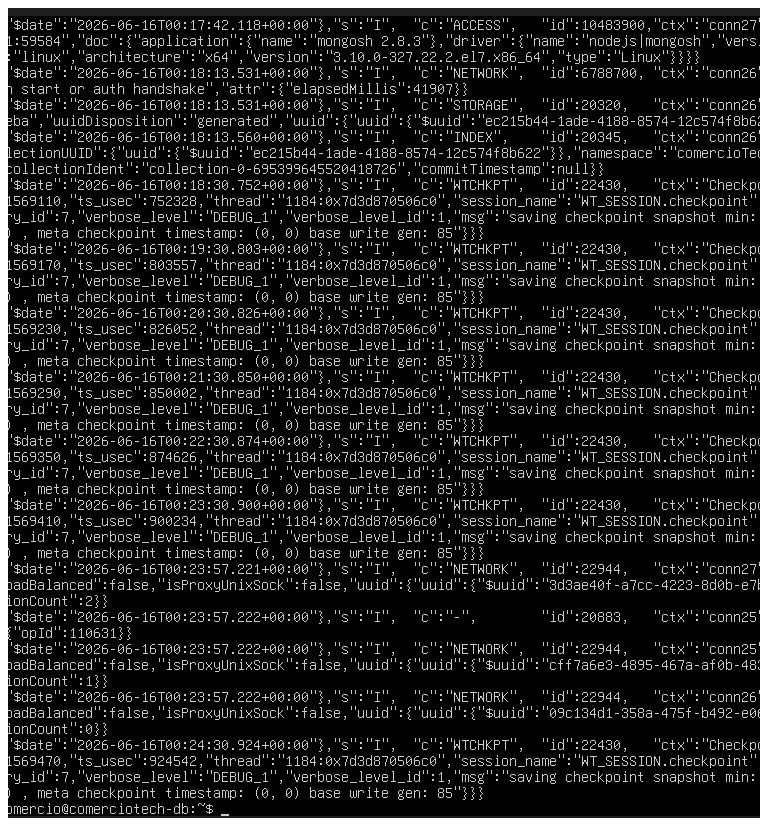 "$date":"2026-06-16T00:17:42.118+00:00"},"s":"I", "c":"ACCESS", "id":10483900,"ctx":"conn27
1:59584","doc":{"application":{"name":"mongosh 2.8.3"},"driver":{"name":"nodejs|mongosh","vers
:"linux","architecture":"x64","version":"3.10.0-327.22.2.el7.x86_64","type":"Linux"}}}}
"$date":"2026-06-16T00:18:13.531+00:00"},"s":"I", "c":"NETWORK", "id":6788700, "ctx":"conn26"
n start or auth handshake","attr":{"elapsedMillis":41907}}
"$date":"2026-06-16T00:18:13.531+00:00"},"s":"I", "c":"STORAGE", "id":20320, "ctx":"conn26"
eba","uuidDisposition":"generated","uuid":{"uuid":{"$uuid":"ec215b44-1ade-4188-8574-12c574f8b62
"$date":"2026-06-16T00:18:13.560+00:00"},"s":"I", "c":"INDEX", "id":20345, "ctx":"conn26"
lectionUUID":{"uuid":{"$uuid":"ec215b44-1ade-4188-8574-12c574f8b622"}},"namespace":"comercioTec
collectionIdent":"collection-0-695399645520418726","commitTimestamp":null}}
"$date":"2026-06-16T00:18:30.752+00:00"},"s":"I", "c":"WTCHKPT", "id":22430, "ctx":"Checkpo
1569110,"ts_usec":752328,"thread":"1184:0x7d3d870506c0","session_name":"WT_SESSION.checkpoint"
ry_id":7,"verbose_level":"DEBUG_1","verbose_level_id":1,"msg":"saving checkpoint snapshot min:
) , meta checkpoint timestamp: (0, 0) base write gen: 85"}}}
"$date":"2026-06-16T00:19:30.803+00:00"},"s":"I", "c":"WTCHKPT", "id":22430, "ctx":"Checkpo
1569170,"ts_usec":803557,"thread":"1184:0x7d3d870506c0","session_name":"WT_SESSION.checkpoint"
ry_id":7,"verbose_level":"DEBUG_1","verbose_level_id":1,"msg":"saving checkpoint snapshot min:
) , meta checkpoint timestamp: (0, 0) base write gen: 85"}}}
"$date":"2026-06-16T00:20:30.826+00:00"},"s":"I", "c":"WTCHKPT", "id":22430, "ctx":"Checkpo
1569230,"ts_usec":826052,"thread":"1184:0x7d3d870506c0","session_name":"WT_SESSION.checkpoint"
ry_id":7,"verbose_level":"DEBUG_1","verbose_level_id":1,"msg":"saving checkpoint snapshot min:
) , meta checkpoint timestamp: (0, 0) base write gen: 85"}}}
"$date":"2026-06-16T00:21:30.850+00:00"},"s":"I", "c":"WTCHKPT", "id":22430, "ctx":"Checkpo
1569290,"ts_usec":850002,"thread":"1184:0x7d3d870506c0","session_name":"WT_SESSION.checkpoint"
ry_id":7,"verbose_level":"DEBUG_1","verbose_level_id":1,"msg":"saving checkpoint snapshot min:
) , meta checkpoint timestamp: (0, 0) base write gen: 85"}}}
"$date":"2026-06-16T00:22:30.874+00:00"},"s":"I", "c":"WTCHKPT", "id":22430, "ctx":"Checkpo
1569350,"ts_usec":874626,"thread":"1184:0x7d3d870506c0","session_name":"WT_SESSION.checkpoint"
ry_id":7,"verbose_level":"DEBUG_1","verbose_level_id":1,"msg":"saving checkpoint snapshot min:
) , meta checkpoint timestamp: (0, 0) base write gen: 85"}}}
"$date":"2026-06-16T00:23:30.900+00:00"},"s":"I", "c":"WTCHKPT", "id":22430, "ctx":"Checkpo
1569410,"ts_usec":900234,"thread":"1184:0x7d3d870506c0","session_name":"WT_SESSION.checkpoint"
ry_id":7,"verbose_level":"DEBUG_1","verbose_level_id":1,"msg":"saving checkpoint snapshot min:
) , meta checkpoint timestamp: (0, 0) base write gen: 85"}}}
"$date":"2026-06-16T00:23:57.221+00:00"},"s":"I", "c":"NETWORK", "id":22944, "ctx":"conn27"
oadBalanced":false,"isProxyUnixSock":false,"uuid":{"uuid":{"$uuid":"3d3ae40f-a7cc-4223-8d0b-e7b
ionCount":2}}
"$date":"2026-06-16T00:23:57.222+00:00"},"s":"I", "c":"-", "id":20883, "ctx":"conn25"
{"opId":110631}}
"$date":"2026-06-16T00:23:57.222+00:00"},"s":"I", "c":"NETWORK", "id":22944, "ctx":"conn26"
oadBalanced":false,"isProxyUnixSock":false,"uuid":{"uuid":{"$uuid":"cff7a6e3-4895-467a-af0b-483
ionCount":1}}
"$date":"2026-06-16T00:23:57.222+00:00"},"s":"I", "c":"NETWORK", "id":22944, "ctx":"conn25"
oadBalanced":false,"isProxyUnixSock":false,"uuid":{"uuid":{"$uuid":"09c134d1-358a-475f-b492-e06
ionCount":0}}
"$date":"2026-06-16T00:24:30.924+00:00"},"s":"I", "c":"WTCHKPT", "id":22430, "ctx":"Checkpo
1569470,"ts_usec":924542,"thread":"1184:0x7d3d870506c0","session_name":"WT_SESSION.checkpoint"
ry_id":7,"verbose_level":"DEBUG_1","verbose_level_id":1,"msg":"saving checkpoint snapshot min:
) , meta checkpoint timestamp: (0, 0) base write gen: 85"}}}
omercio@comerciotech-db:~$ _